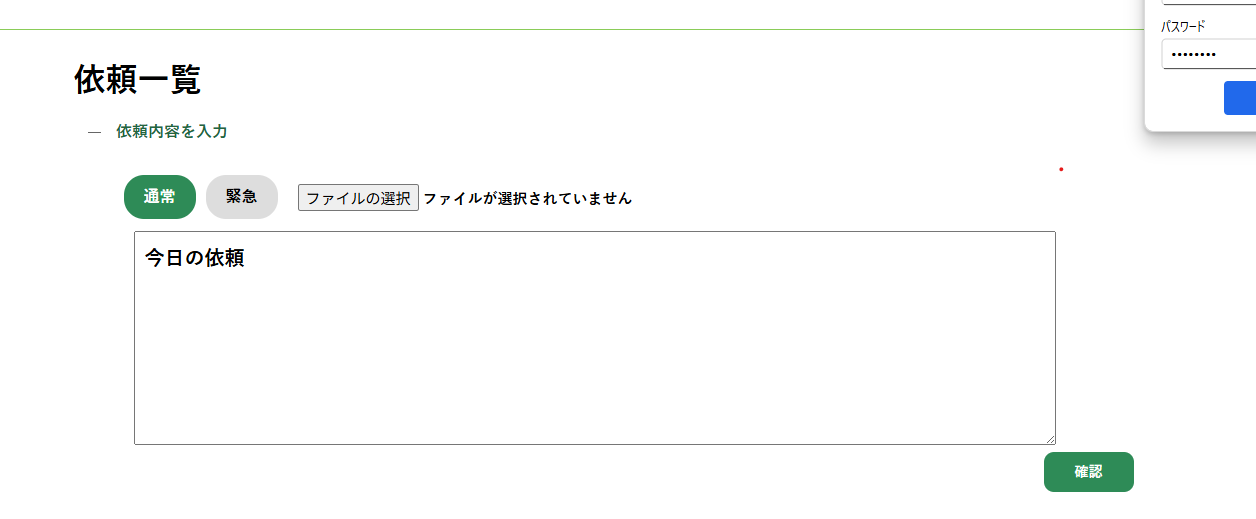 パスワード
••••••••
依頼一覧
— 依頼内容を入力
通常 緊急 ファイルの選択 ファイルが選択されていません
今日の依頼
確認